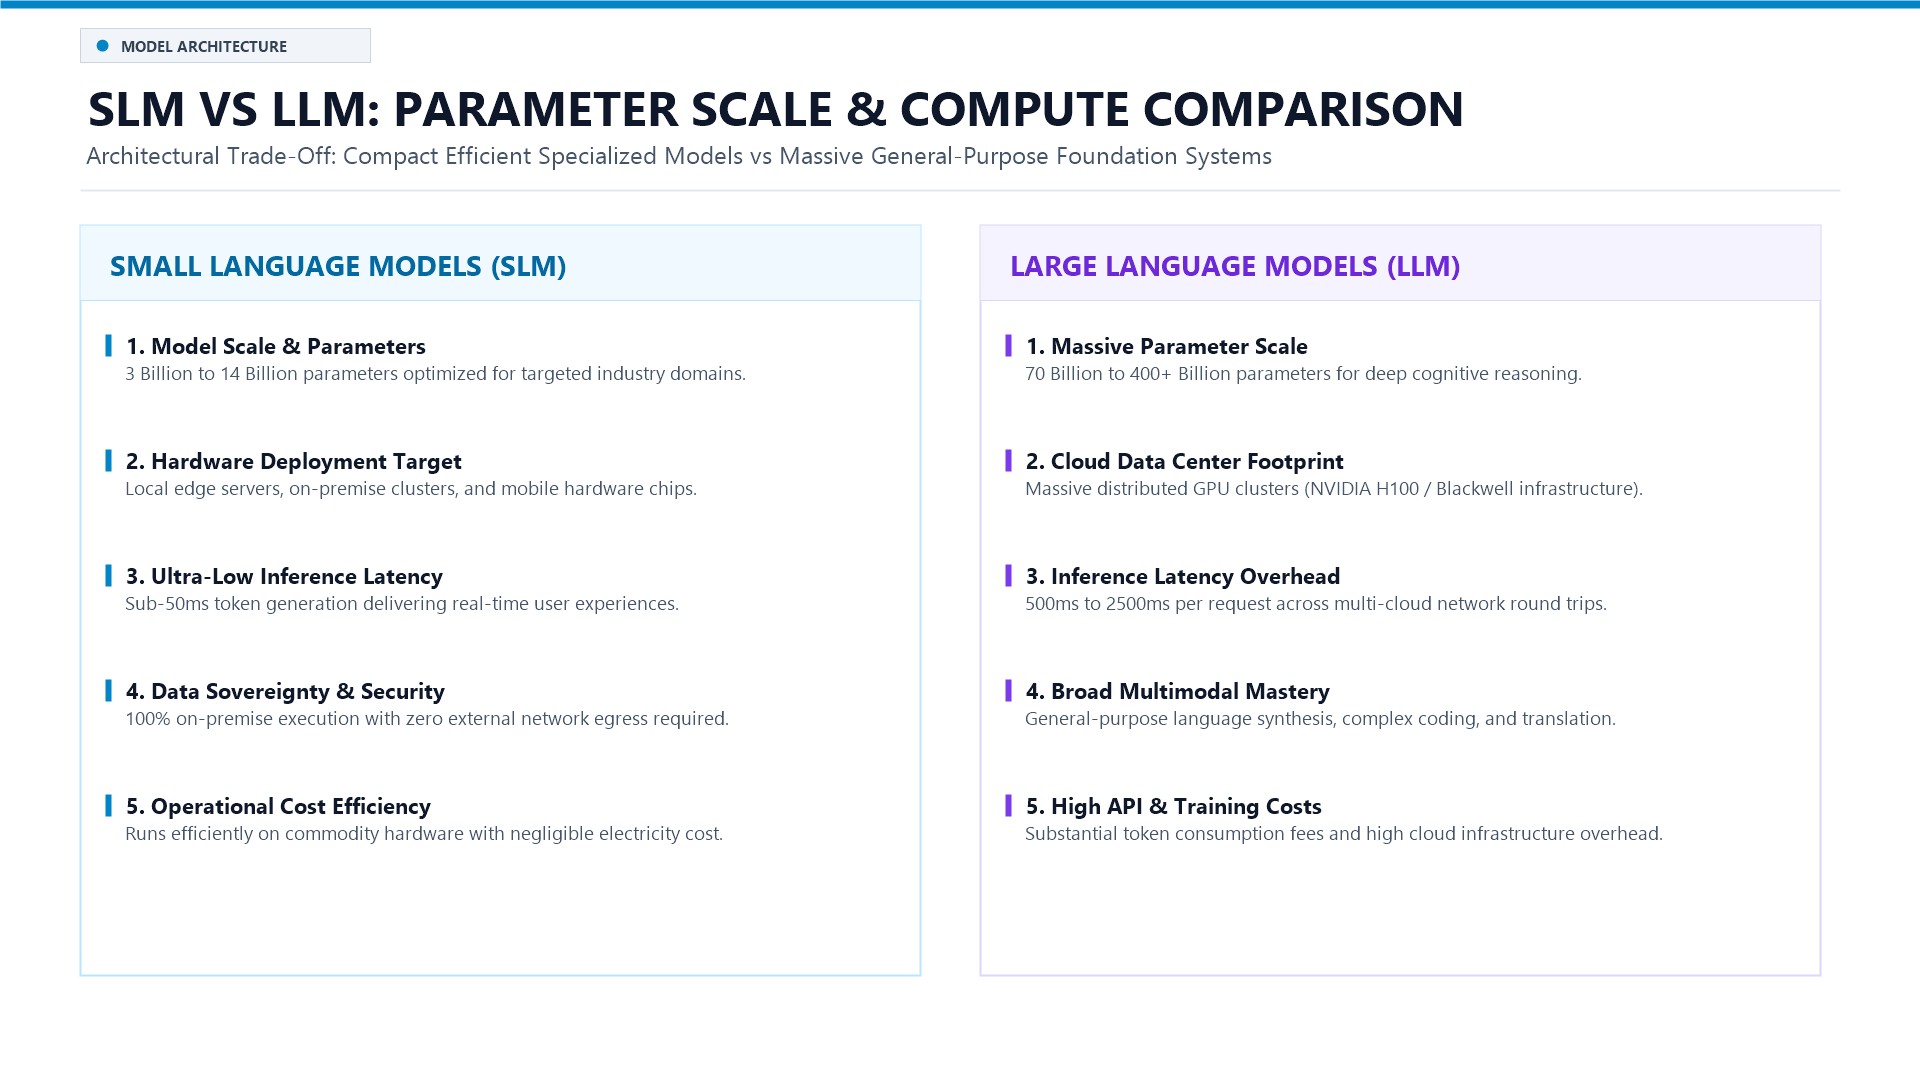 MODEL ARCHITECTURE
SLM VS LLM: PARAMETER SCALE & COMPUTE COMPARISON
Architectural Trade-Off: Compact Efficient Specialized Models vs Massive General-Purpose Foundation Systems
SMALL LANGUAGE MODELS (SLM)
1. Model Scale & Parameters
3 Billion to 14 Billion parameters optimized for targeted industry domains.
2. Hardware Deployment Target
Local edge servers, on-premise clusters, and mobile hardware chips.
3. Ultra-Low Inference Latency
Sub-50ms token generation delivering real-time user experiences.
4. Data Sovereignty & Security
100% on-premise execution with zero external network egress required.
5. Operational Cost Efficiency
Runs efficiently on commodity hardware with negligible electricity cost.
LARGE LANGUAGE MODELS (LLM)
1. Massive Parameter Scale
70 Billion to 400+ Billion parameters for deep cognitive reasoning.
2. Cloud Data Center Footprint
Massive distributed GPU clusters (NVIDIA H100 / Blackwell infrastructure).
3. Inference Latency Overhead
500ms to 2500ms per request across multi-cloud network round trips.
4. Broad Multimodal Mastery
General-purpose language synthesis, complex coding, and translation.
5. High API & Training Costs
Substantial token consumption fees and high cloud infrastructure overhead.